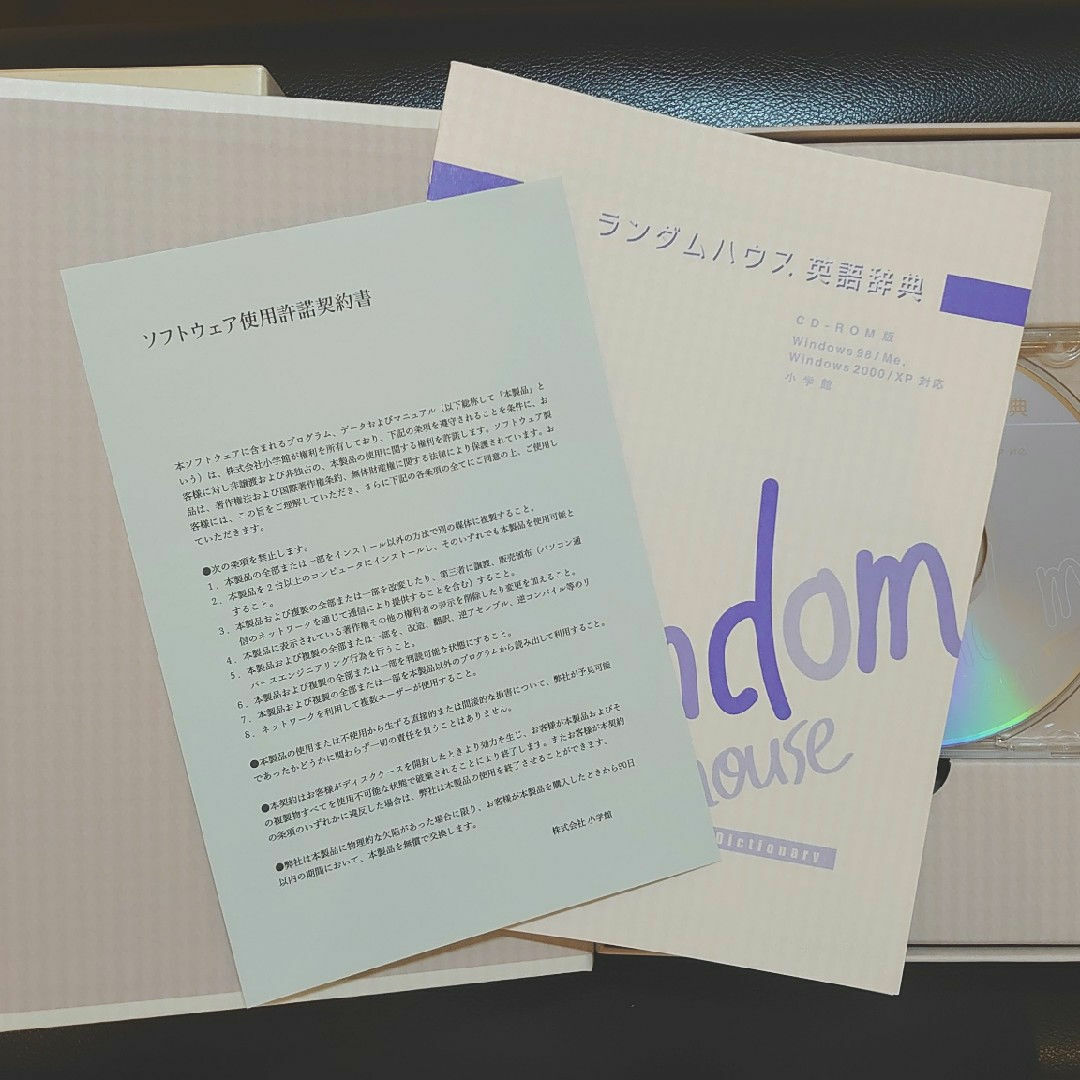 ソフトウェア使用許諾契約書
本ソフトウェアに含まれるプログラム、データおよびマニュアル（以下総称して「本製品」と
いう）は、株式会社小学館が権利を所有しており、下記の条項を遵守されることを条件に、お
客様に対し非譲渡および非独占の、本製品の使用に関する権利を許諾します。ソフトウェア製
品は、著作権法および国際著作権条約、無体財産権に関する法律により保護されています。お
客様には、この旨をご理解していただき、さらに下記の各条項の全てにご同意の上、ご使用し
ていただきます。
●次の条項を禁止します。
1．本製品の全部または一部をインストール以外の方法で別の媒体に複製すること。
2．本製品を2台以上のコンピュータにインストールし、そのいずれでも本製品を使用可能と
すること。
3．本製品および複製の全部または一部を改変したり、第三者に譲渡、販売頒布（パソコン通
信のネットワークを通じて通信により提供することを含む）すること。
4．本製品に表示されている著作権その他の権利者の表示を削除したり変更を加えること。
5．本製品および複製の全部または一部を、改造、翻訳、逆アセンブル、逆コンパイル等のリ
バースエンジニアリング行為を行うこと。
6．本製品および複製の全部または一部を判読可能な状態にすること。
7．本製品および複製の全部または一部を本製品以外のプログラムから読み出して利用すること。
8．ネットワークを利用して複数ユーザーが使用すること。
●本製品の使用または不使用から生ずる直接的または間接的な損害について、弊社が予見可能
であったかどうかに関わらず一切の責任を負うことはありません。
●本契約はお客様がディスクケースを開封したときより効力を生じ、お客様が本製品およびそ
の複製物すべてを使用不可能な状態で破棄されることにより終了します。またお客様が本契約
の条項のいずれかに違反した場合は、弊社は本製品の使用を終了させることができます。
●弊社は本製品に物理的な欠陥があった場合に限り、お客様が本製品を購入したときから90日
以内の期間において、本製品を無償で交換します。
株式会社 小学館
ランダムハウス英語辞典
CD-ROM版
Windows 98/Me,
Windows 2000/XP 対応
小学館
ndom
house
Dictionary
典